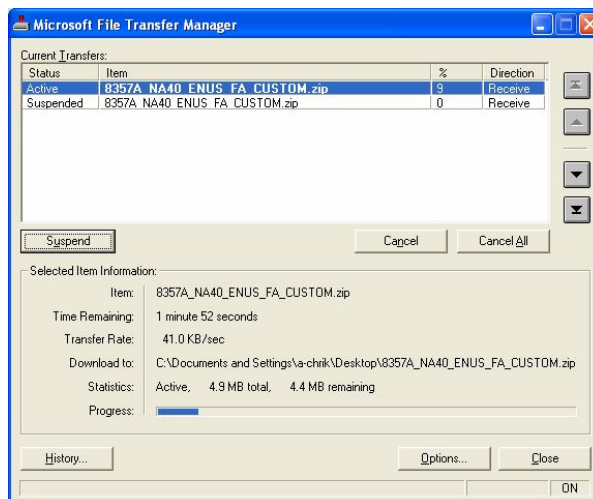 Microsoft File Transfer Manager
Current Transfers:
Status Item % Direction
Active 8357A_NA40_ENUS_FA_CUSTOM.zip 9 Receive
Suspended 8357A_NA40_ENUS_FA_CUSTOM.zip 0 Receive
Suspend Cancel Cancel All
Selected Item Information:
Item: 8357A_NA40_ENUS_FA_CUSTOM.zip
Time Remaining: 1 minute 52 seconds
Transfer Rate: 41.0 KB/sec
Download to: C:\Documents and Settings\a-chrik\Desktop\8357A_NA40_ENUS_FA_CUSTOM.zip
Statistics: Active, 4.9 MB total, 4.4 MB remaining
Progress:
History... Options... Close
ON